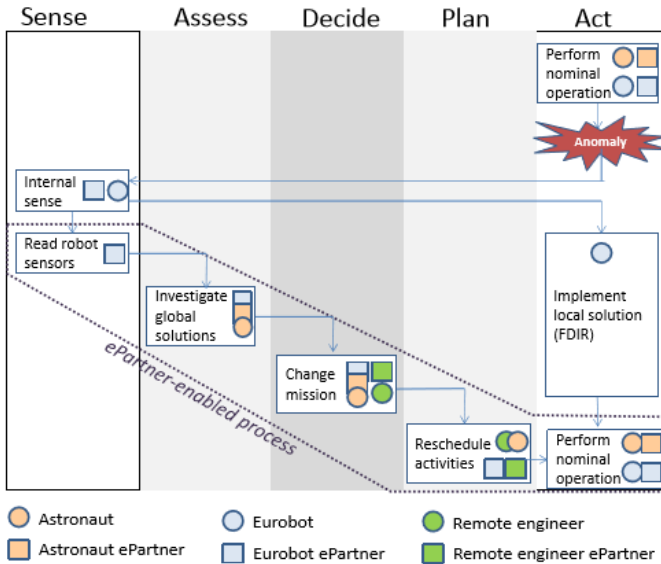 Sense Assess Decide Plan Act
Perform
nominal
operation
Anomaly
Internal
sense
Read robot
sensors
Investigate
global
solutions
Implement
local solution
(FDIR)
Change
mission
ePartner-enabled process
Reschedule
activities
Perform
nominal
operation
Astronaut Eurobot Remote engineer
Astronaut ePartner Eurobot ePartner Remote engineer ePartner